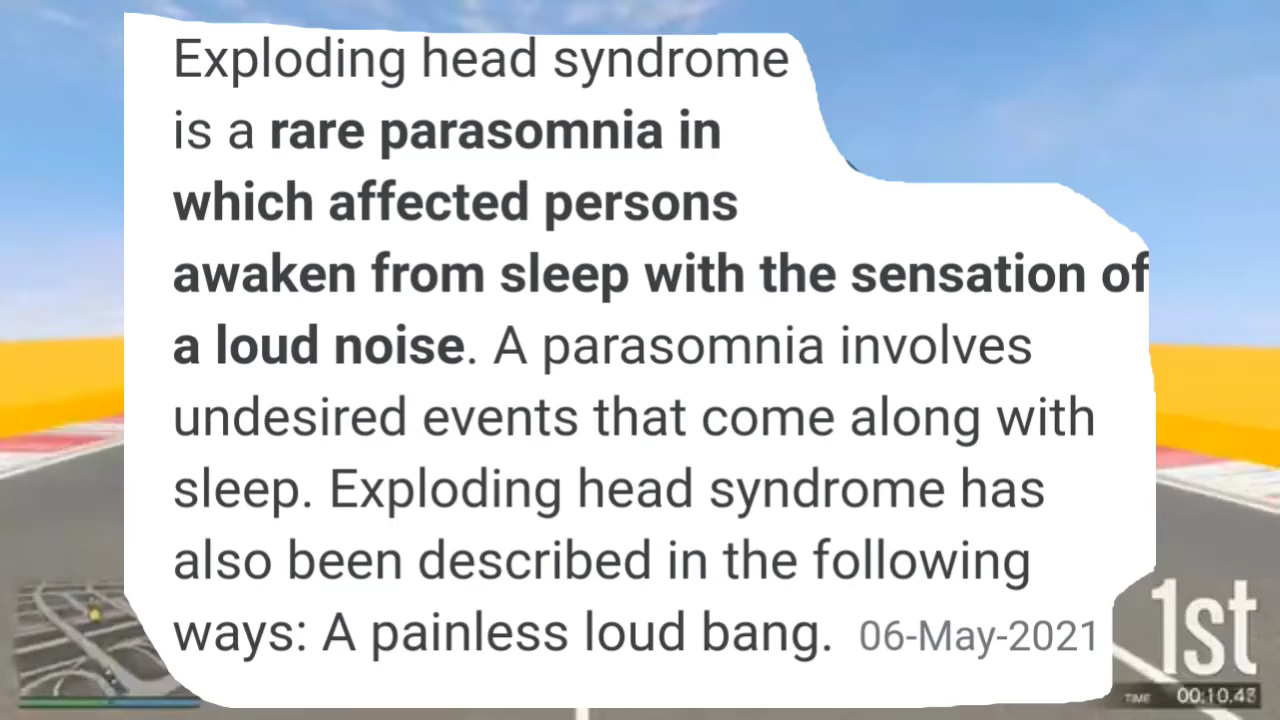 Exploding head syndrome
is a rare parasomnia in
which affected persons
awaken from sleep with the sensation of
a loud noise. A parasomnia involves
undesired events that come along with
sleep. Exploding head syndrome has
also been described in the following
ways: A painless loud bang. 06-May-2021
1st
TIME 00:10.43